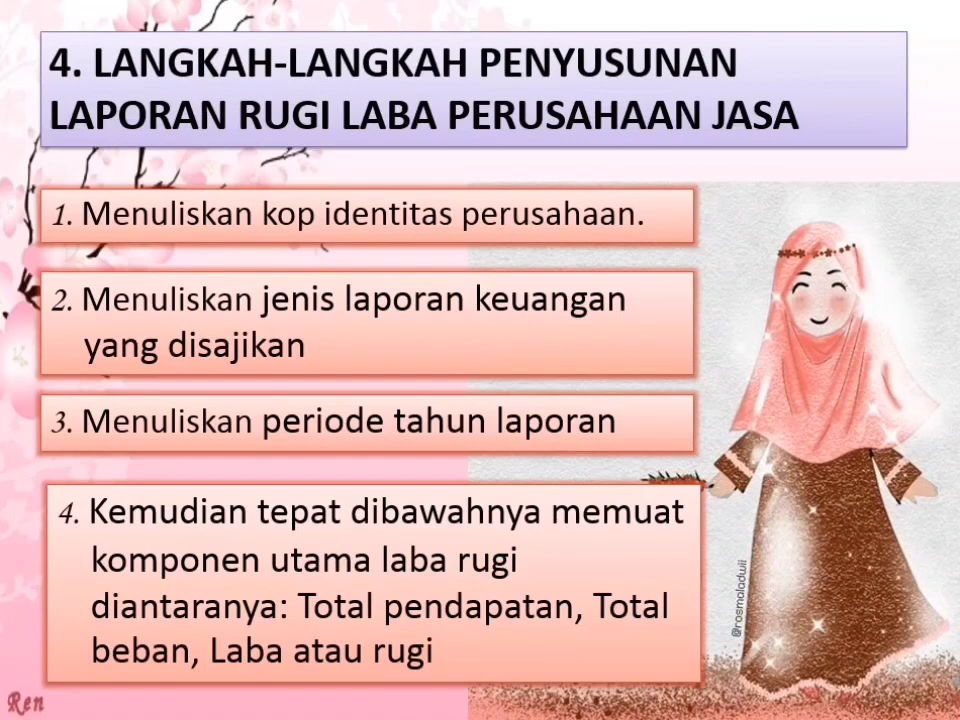 4. LANGKAH-LANGKAH PENYUSUNAN
LAPORAN RUGI LABA PERUSAHAAN JASA
1. Menuliskan kop identitas perusahaan.
2. Menuliskan jenis laporan keuangan
yang disajikan
3. Menuliskan periode tahun laporan
4. Kemudian tepat dibawahnya memuat
komponen utama laba rugi
diantaranya: Total pendapatan, Total
beban, Laba atau rugi
@rosmaladwii
Ren